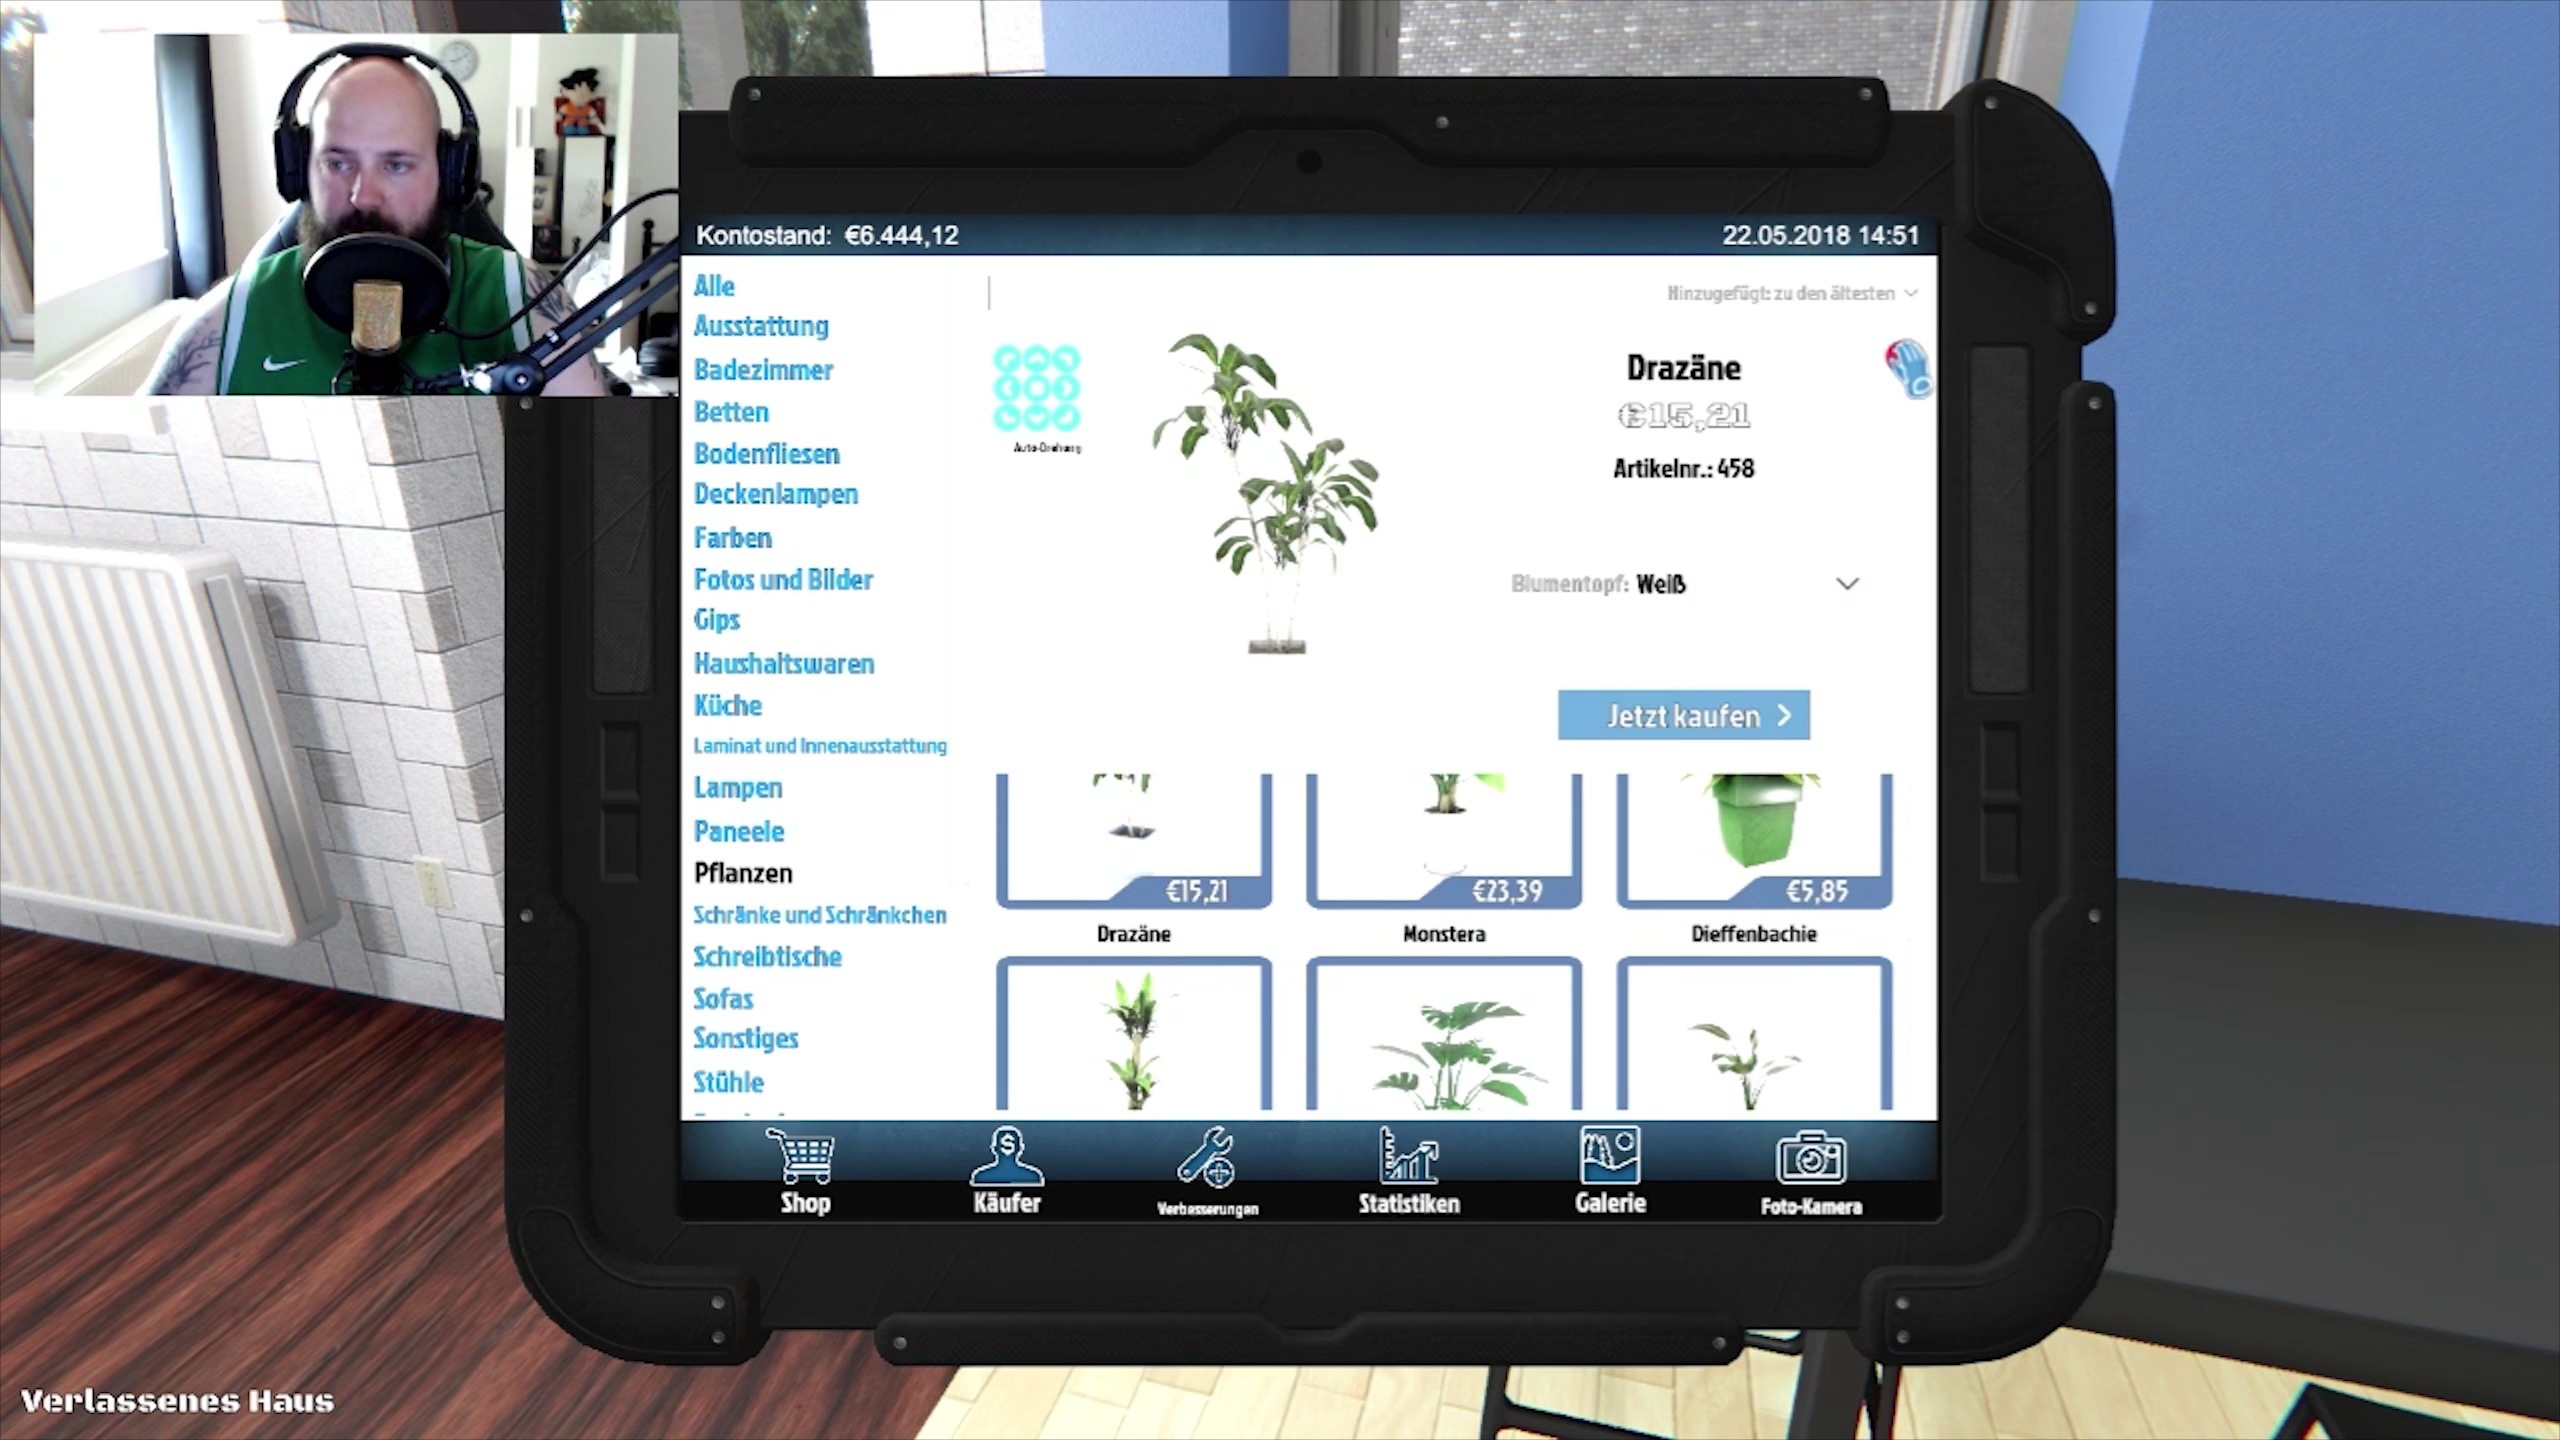 Kontostand: €6.444,12
22.05.2018 14:51
Alle
Ausstattung
Badezimmer
Betten
Bodenfliesen
Deckenlampen
Farben
Fotos und Bilder
Gips
Haushaltswaren
Küche
Laminat und Innenausstattung
Lampen
Paneele
Pflanzen
Schränke und Schränkchen
Schreibtische
Sofas
Sonstiges
Stühle
Hinzugefügt: zu den ältesten
Auto-Drehung
Drazäne
€15,21
Artikelnr.: 458
Blumentopf: Weiß
Jetzt kaufen
€15,21
€23,39
€5,85
Drazäne
Monstera
Dieffenbachie
Shop
Käufer
Verbesserungen
Statistiken
Galerie
Foto-Kamera
Verlassenes Haus